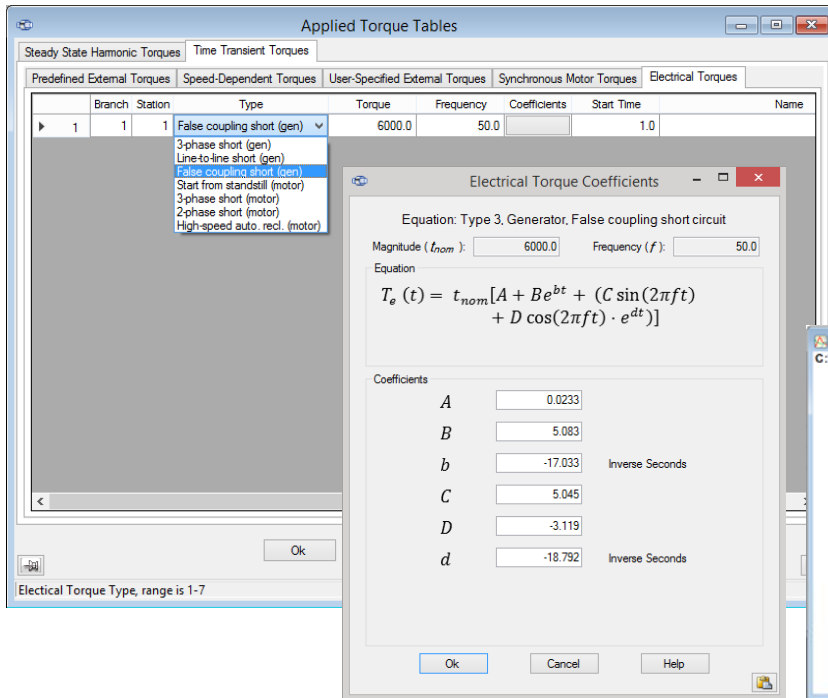 Applied Torque Tables
Steady State Harmonic Torques Time Transient Torques
Predefined External Torques Speed-Dependent Torques User-Specified External Torques Synchronous Motor Torques Electrical Torques
Branch Station Type Torque Frequency Coefficients Start Time Name
1 1 1 False coupling short (gen) 6000.0 50.0 1.0
3-phase short (gen)
Line-to-line short (gen)
False coupling short (gen)
Start from standstill (motor)
3-phase short (motor)
2-phase short (motor)
High-speed auto. recl. (motor)
Ok
Electical Torque Type, range is 1-7
Electrical Torque Coefficients
Equation: Type 3, Generator, False coupling short circuit
Magnitude ( t_nom ): 6000.0 Frequency ( f ): 50.0
Equation
T_e (t) = t_nom[A + Be^{bt} + (C sin(2πft)
+ D cos(2πft) · e^{dt})]
Coefficients
A 0.0233
B 5.083
b -17.033 Inverse Seconds
C 5.045
D -3.119
d -18.792 Inverse Seconds
Ok Cancel Help
C: